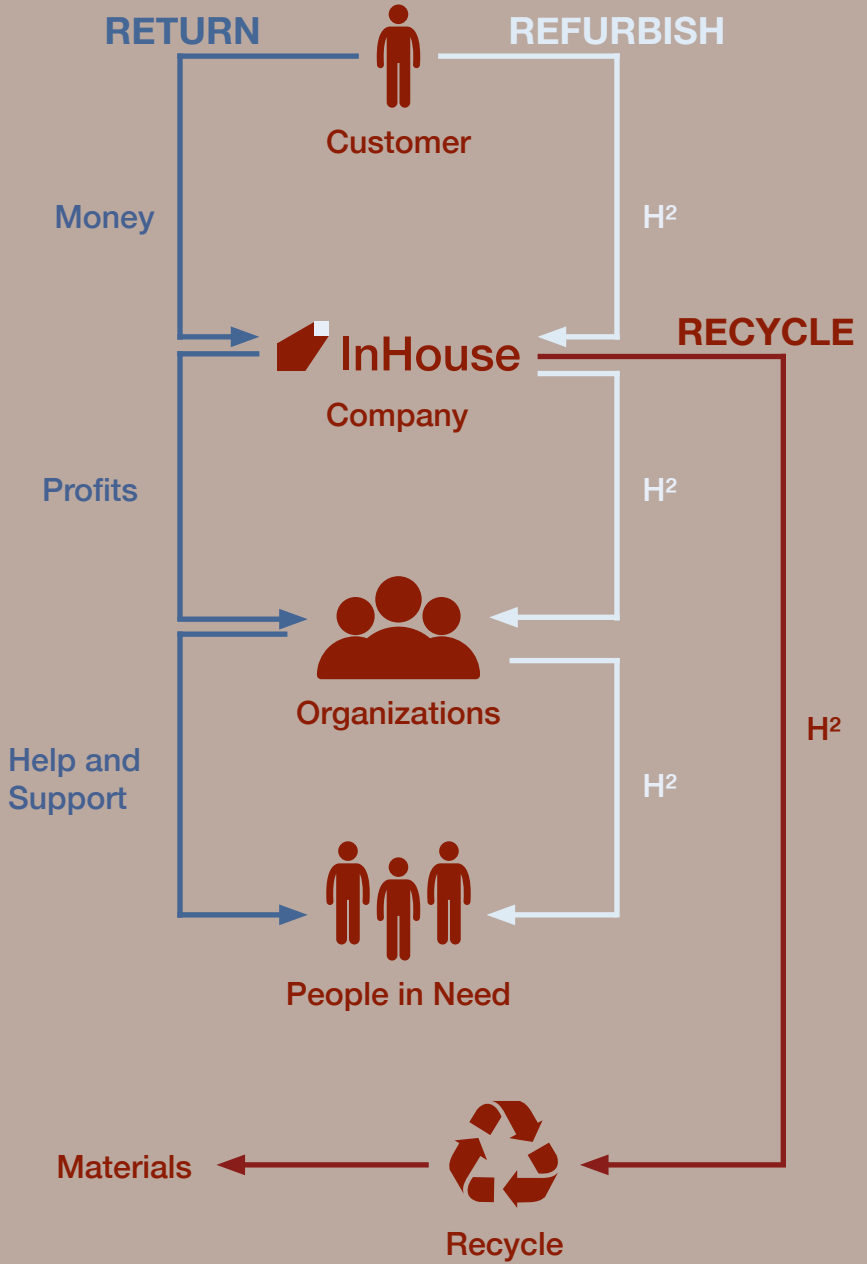 RETURN
REFURBISH
Customer
Money
H²
InHouse
RECYCLE
Company
Profits
H²
Organizations
H²
Help and
Support
H²
People in Need
Materials
Recycle